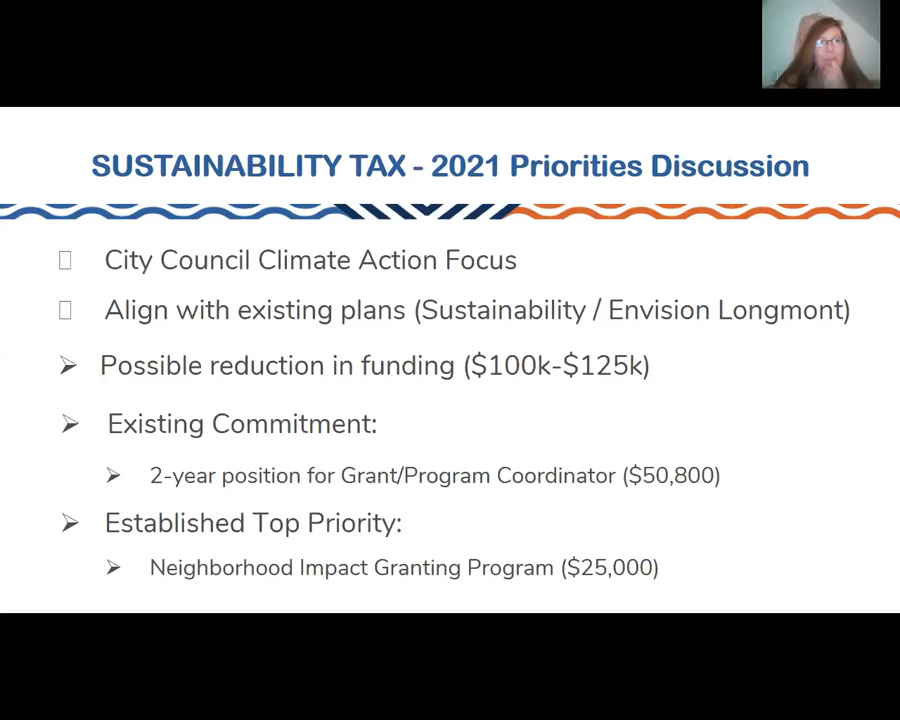 SUSTAINABILITY TAX - 2021 Priorities Discussion
City Council Climate Action Focus
Align with existing plans (Sustainability / Envision Longmont)
Possible reduction in funding ($100k-$125k)
Existing Commitment:
2-year position for Grant/Program Coordinator ($50,800)
Established Top Priority:
Neighborhood Impact Granting Program ($25,000)